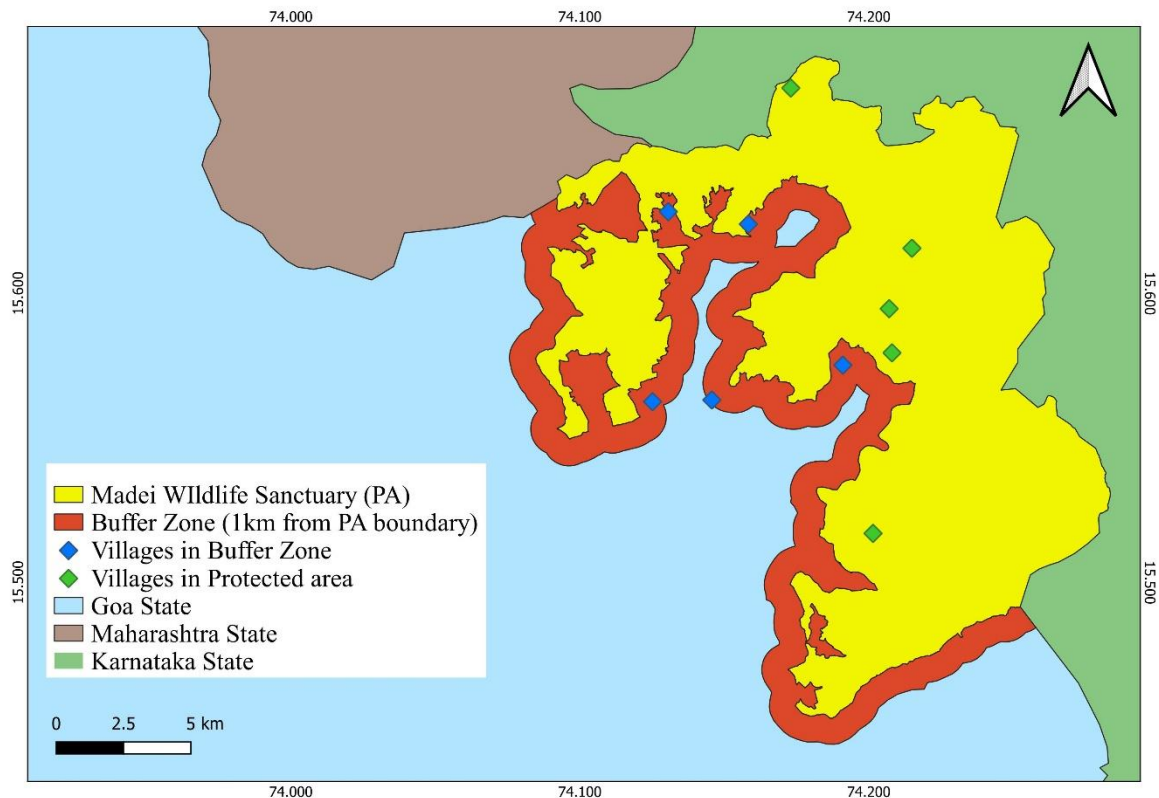 74.000 74.100 74.200
15.600 15.600
Madei WIldlife Sanctuary (PA)
Buffer Zone (1km from PA boundary)
Villages in Buffer Zone
Villages in Protected area
Goa State
Maharashtra State
Karnataka State
15.500 15.500
0 2.5 5 km
74.000 74.100 74.200